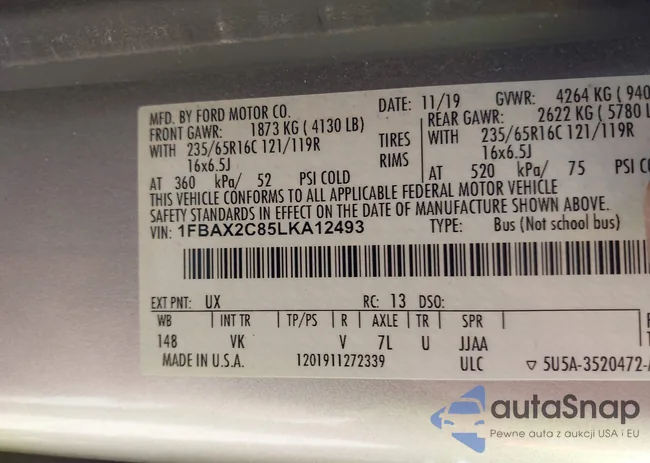 MFD. BY FORD MOTOR CO. DATE: 11/19 GVWR: 4264 KG ( 940
FRONT GAWR: 1873 KG ( 4130 LB) REAR GAWR: 2622 KG ( 5780 L
WITH 235/65R16C 121/119R TIRES WITH 235/65R16C 121/119R
16x6.5J RIMS 16x6.5J
AT 360 kPa/ 52 PSI COLD AT 520 kPa/ 75 PSI COLD
THIS VEHICLE CONFORMS TO ALL APPLICABLE FEDERAL MOTOR VEHICLE
SAFETY STANDARDS IN EFFECT ON THE DATE OF MANUFACTURE SHOWN ABOVE.
VIN: 1FBAX2C85LKA12493 TYPE: Bus (Not school bus)
EXT PNT: UX RC: 13 DSO:
WB INT TR TP/PS R AXLE TR SPR
148 VK V 7L U JJAA
MADE IN U.S.A. 1201911272339 ULC ▽ 5U5A-3520472-
autaSnap
Pewne auta z aukcji USA i EU